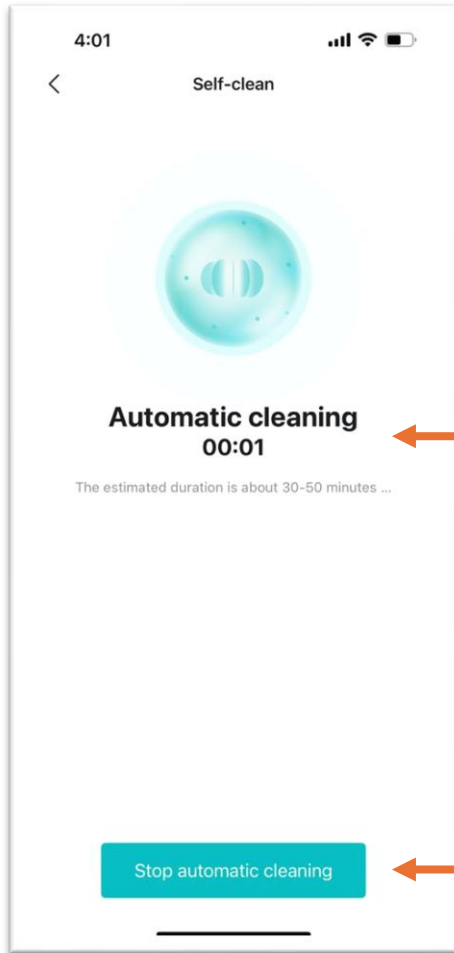 4:01
Self-clean
Automatic cleaning
00:01
The estimated duration is about 30-50 minutes ...
Stop automatic cleaning